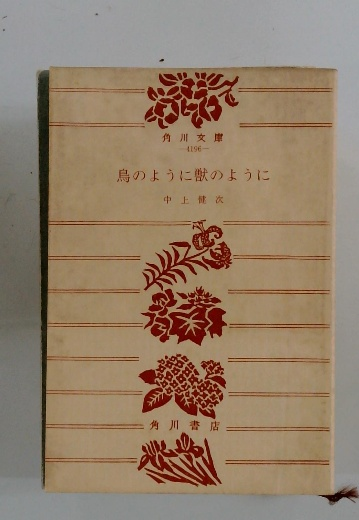 角川文庫
—4196—
鳥のように獣のように
中上健次
角川書店